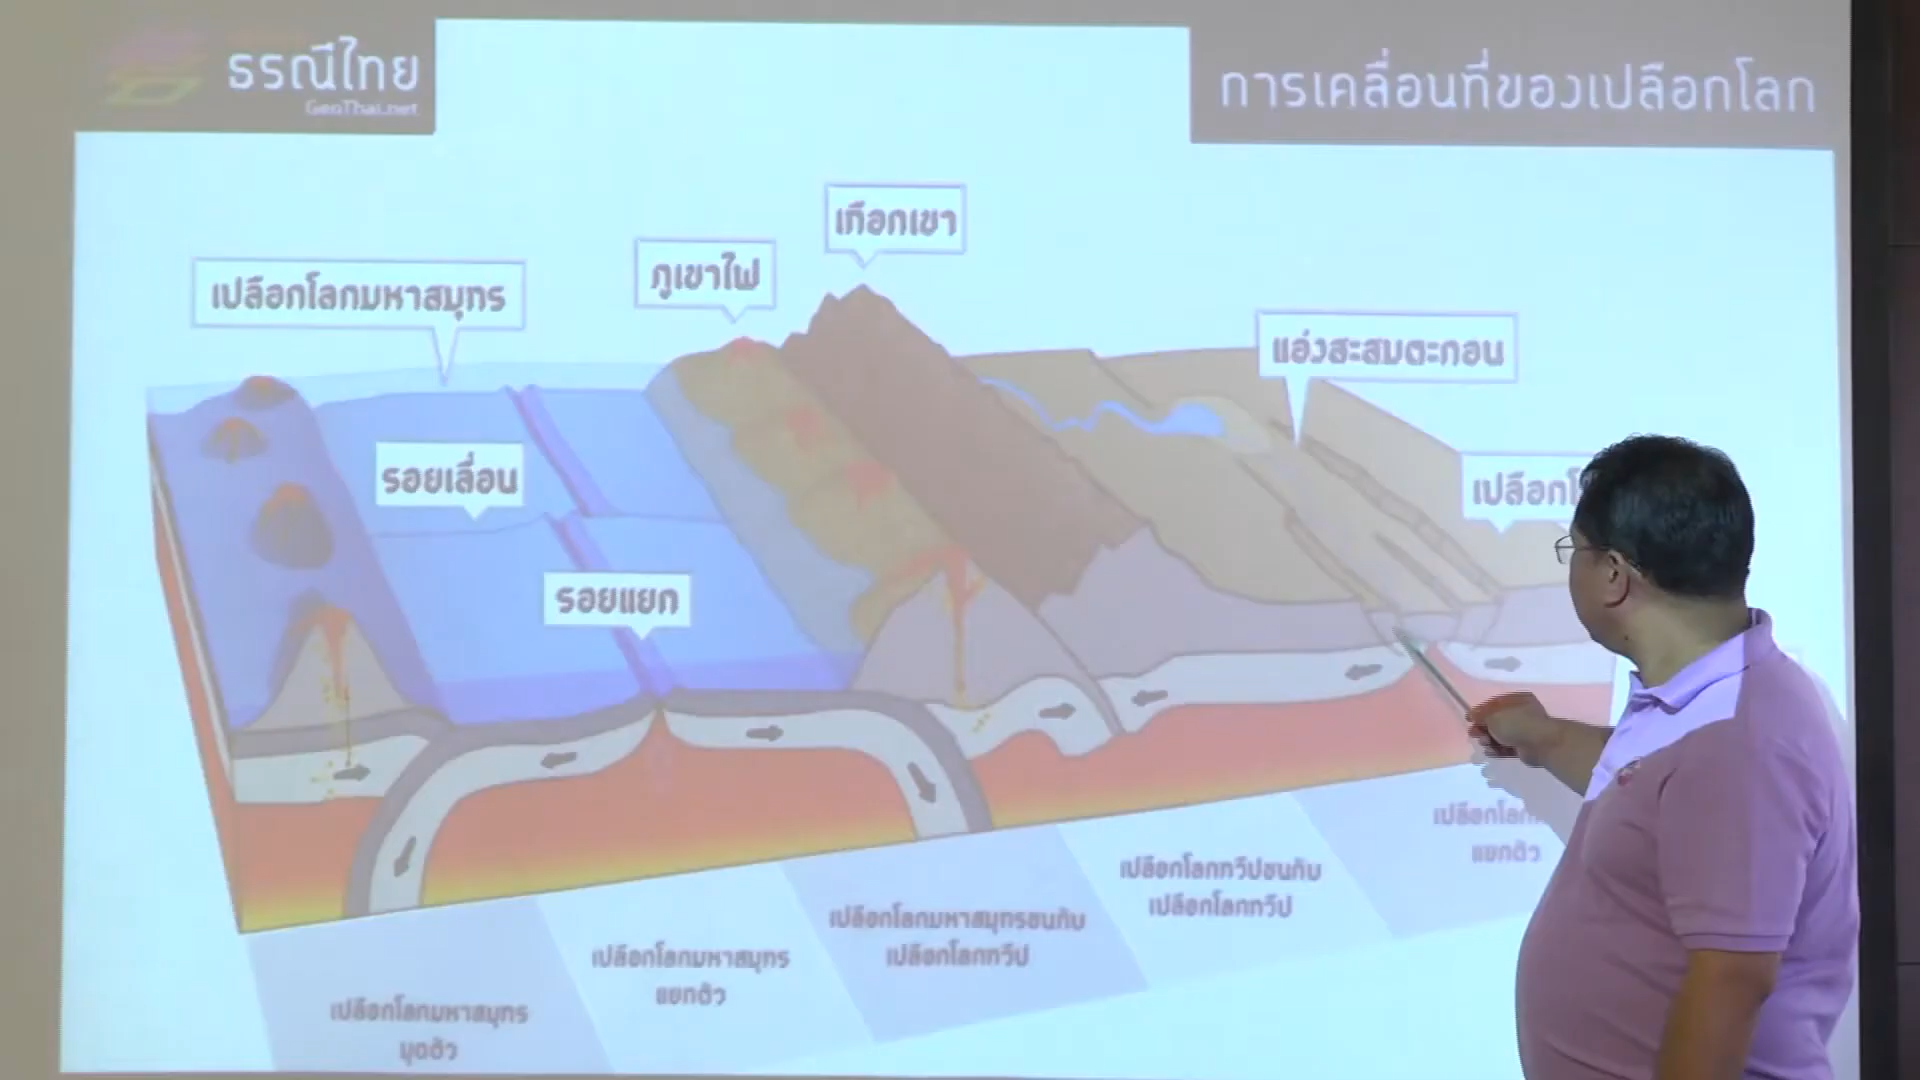 ธรณีไทย
GeoThai.net
การเคลื่อนที่ของเปลือกโลก
เทือกเขา
ภูเขาไฟ
เปลือกโลกมหาสมุทร
แอ่งสะสมตะกอน
รอยเลื่อน
เปลือกโ
รอยแยก
เปลือกโลก
แยกตัว
เปลือกโลกทวีปชนกับ
เปลือกโลกทวีป
เปลือกโลกมหาสมุทรชนกับ
เปลือกโลกทวีป
เปลือกโลกมหาสมุทร
แยกตัว
เปลือกโลกมหาสมุทร
มุดตัว